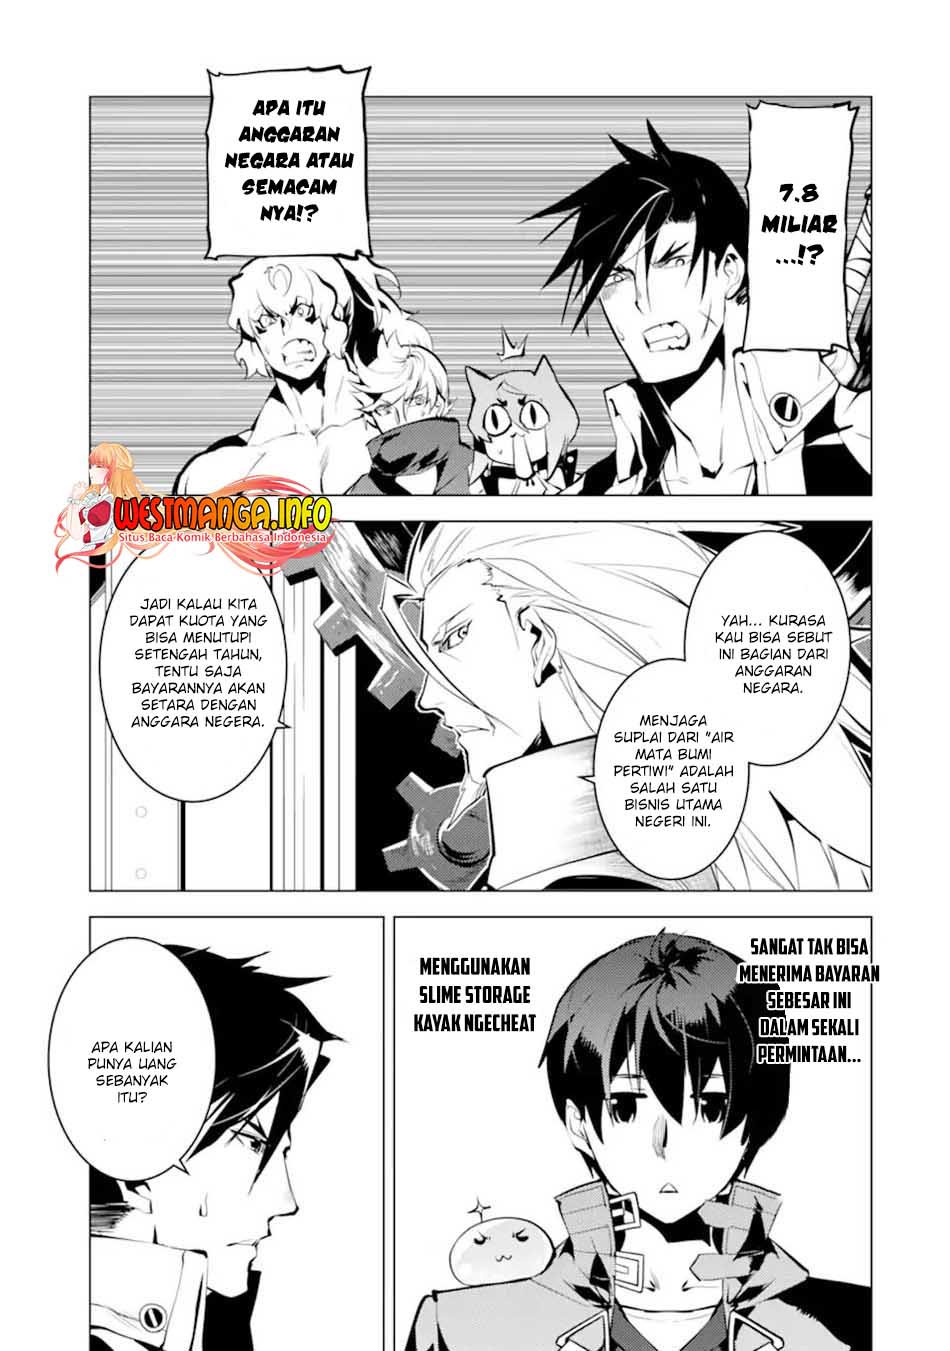 7.8
MILIAR
...!?
APA ITU
ANGGARAN
NEGARA ATAU
SEMACAM
NYA!?
WESTMANGA.INFO
Situs Baca Komik Berbahasa Indonesia
YAH... KURASA
KAU BISA SEBUT
INI BAGIAN DARI
ANGGARAN
NEGARA.
MENJAGA
SUPLAI DARI "AIR
MATA BUMI
PERTIWI" ADALAH
SALAH SATU
BISNIS UTAMA
NEGERI INI.
JADI KALAU KITA
DAPAT KUOTA YANG
BISA MENUTUPI
SETENGAH TAHUN,
TENTU SAJA
BAYARANNYA AKAN
SETARA DENGAN
ANGGARA NEGERA.
SANGAT TAK BISA
MENERIMA BAYARAN
SEBESAR INI
DALAM SEKALI
PERMINTAAN...
MENGGUNAKAN
SLIME STORAGE
KAYAK NGECHEAT
APA KALIAN
PUNYA UANG
SEBANYAK
ITU?